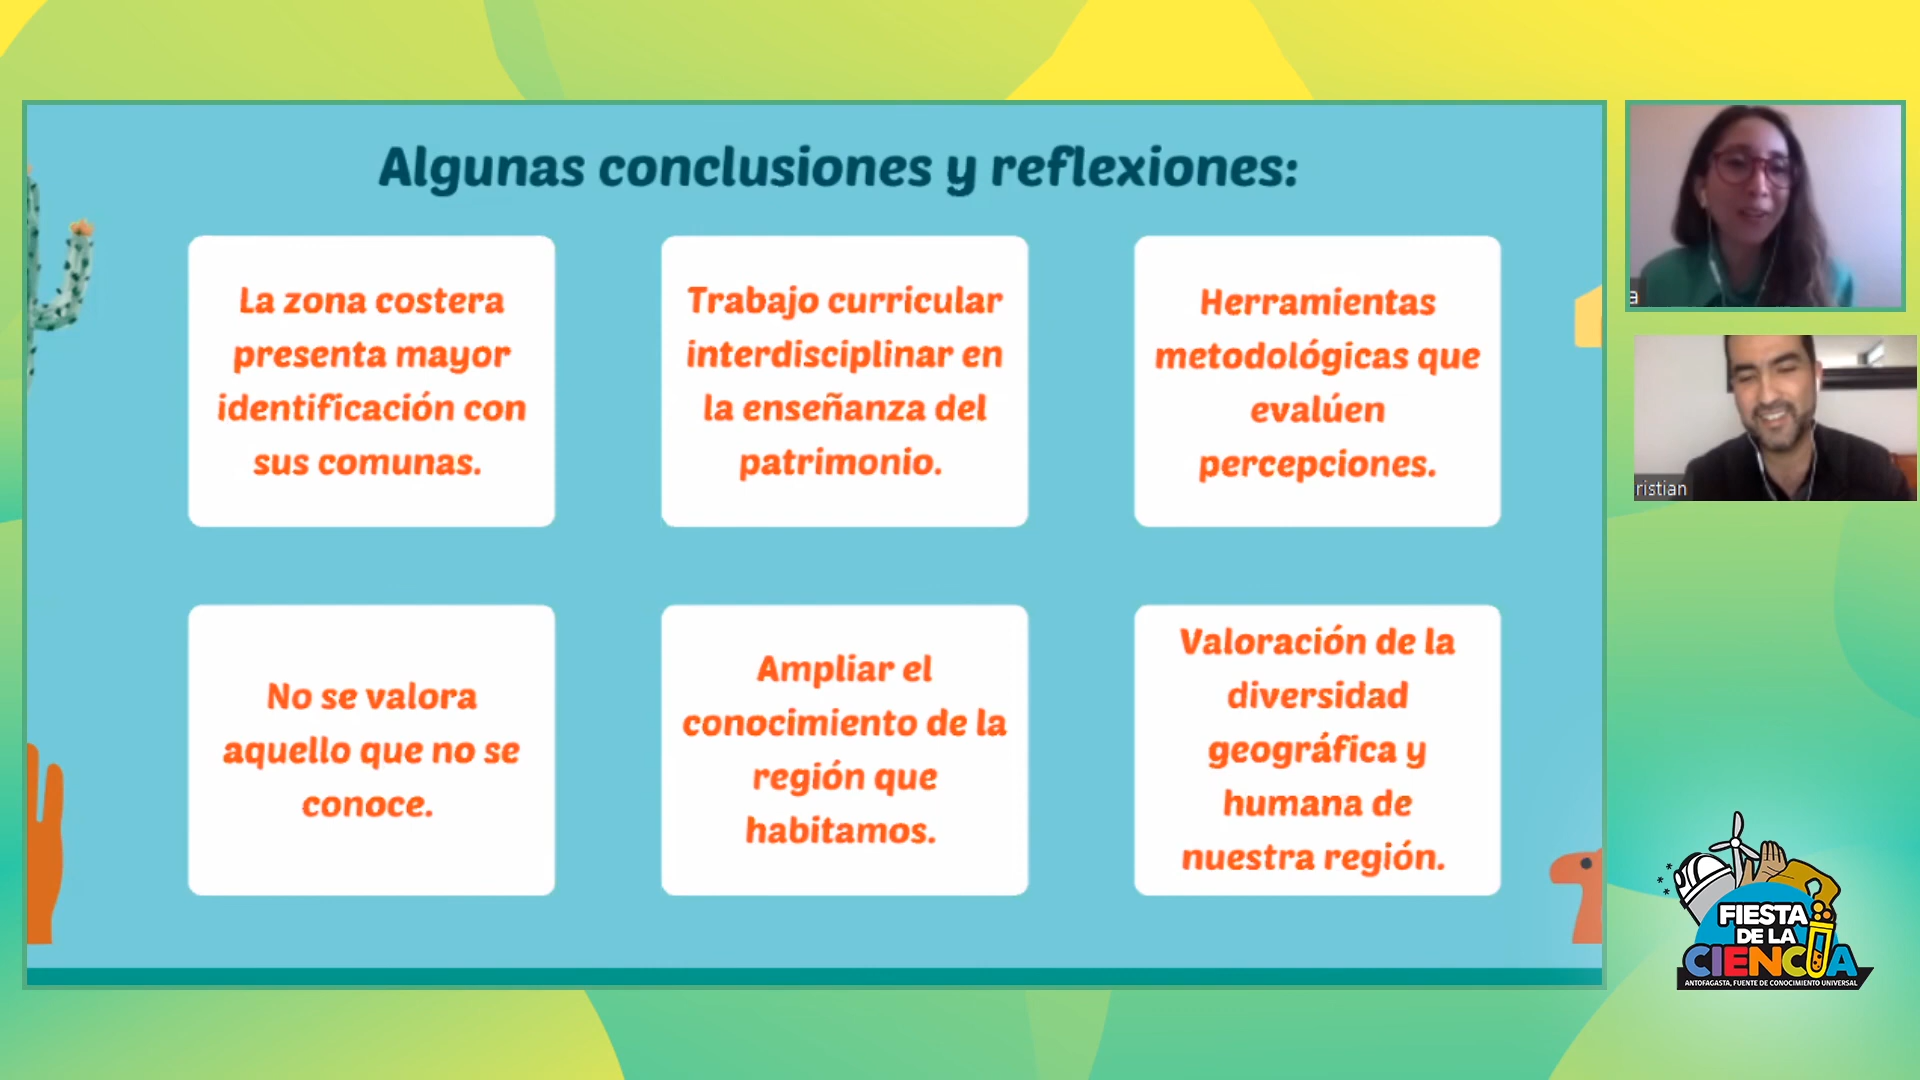 Algunas conclusiones y reflexiones:
La zona costera
presenta mayor
identificación con
sus comunas.
Trabajo curricular
interdisciplinar en
la enseñanza del
patrimonio.
Herramientas
metodológicas que
evalúen
percepciones.
No se valora
aquello que no se
conoce.
Ampliar el
conocimiento de la
región que
habitamos.
Valoración de la
diversidad
geográfica y
humana de
nuestra región.
a
ristian
FIESTA
DE LA
CIENCIA
ANTOFAGASTA, FUENTE DE CONOCIMIENTO UNIVERSAL